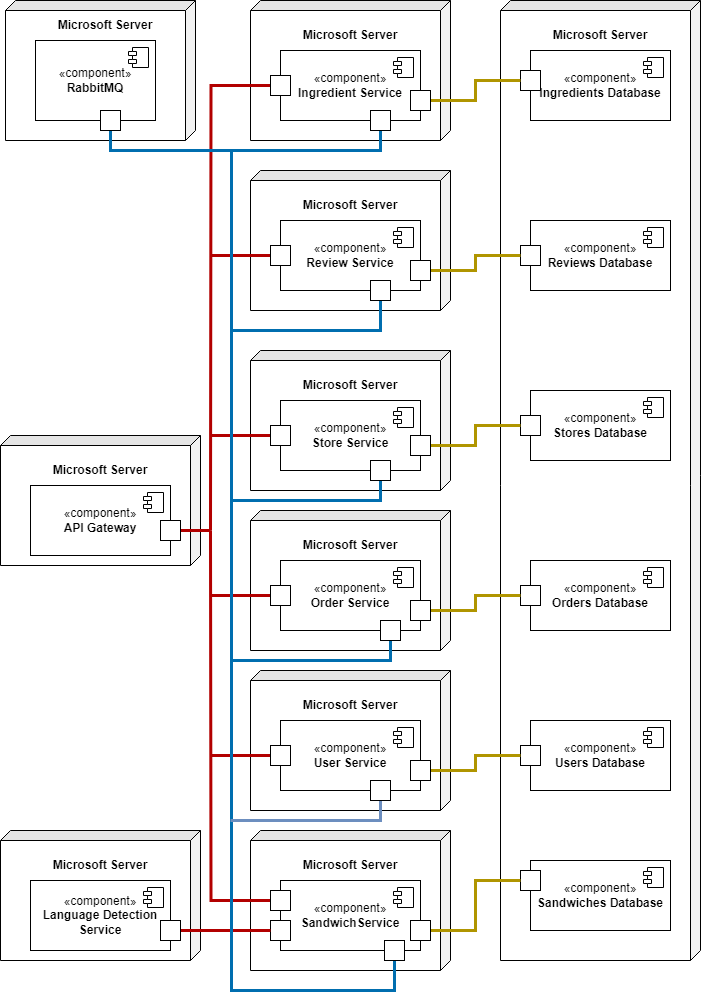 Microsoft Server
«component»
RabbitMQ
Microsoft Server
«component»
Ingredient Service
Microsoft Server
«component»
Ingredients Database
Microsoft Server
«component»
Review Service
«component»
Reviews Database
Microsoft Server
«component»
Store Service
«component»
Stores Database
Microsoft Server
«component»
API Gateway
Microsoft Server
«component»
Order Service
«component»
Orders Database
Microsoft Server
«component»
User Service
«component»
Users Database
Microsoft Server
«component»
Language Detection
Service
Microsoft Server
«component»
SandwichService
«component»
Sandwiches Database